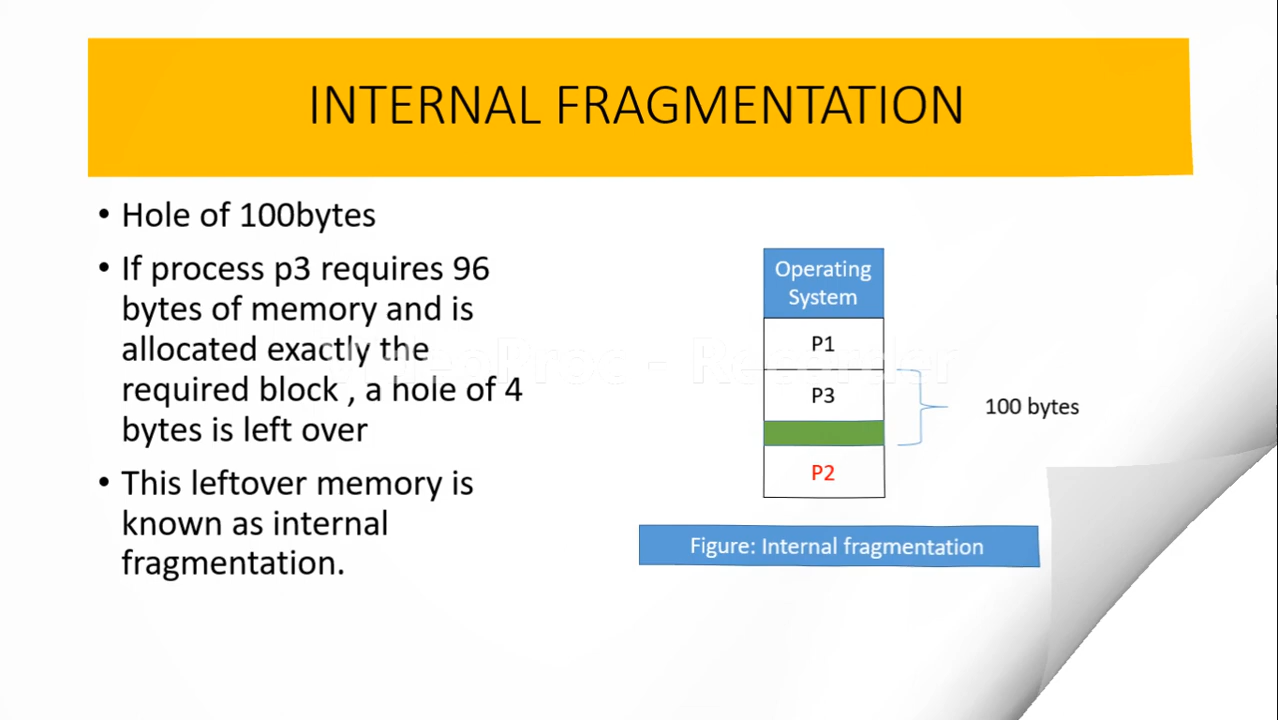 INTERNAL FRAGMENTATION
• Hole of 100bytes
• If process p3 requires 96
bytes of memory and is
allocated exactly the
required block , a hole of 4
bytes is left over
• This leftover memory is
known as internal
fragmentation.
Operating
System
P1
P3
100 bytes
P2
Figure: Internal fragmentation
VideoProc - Recorder